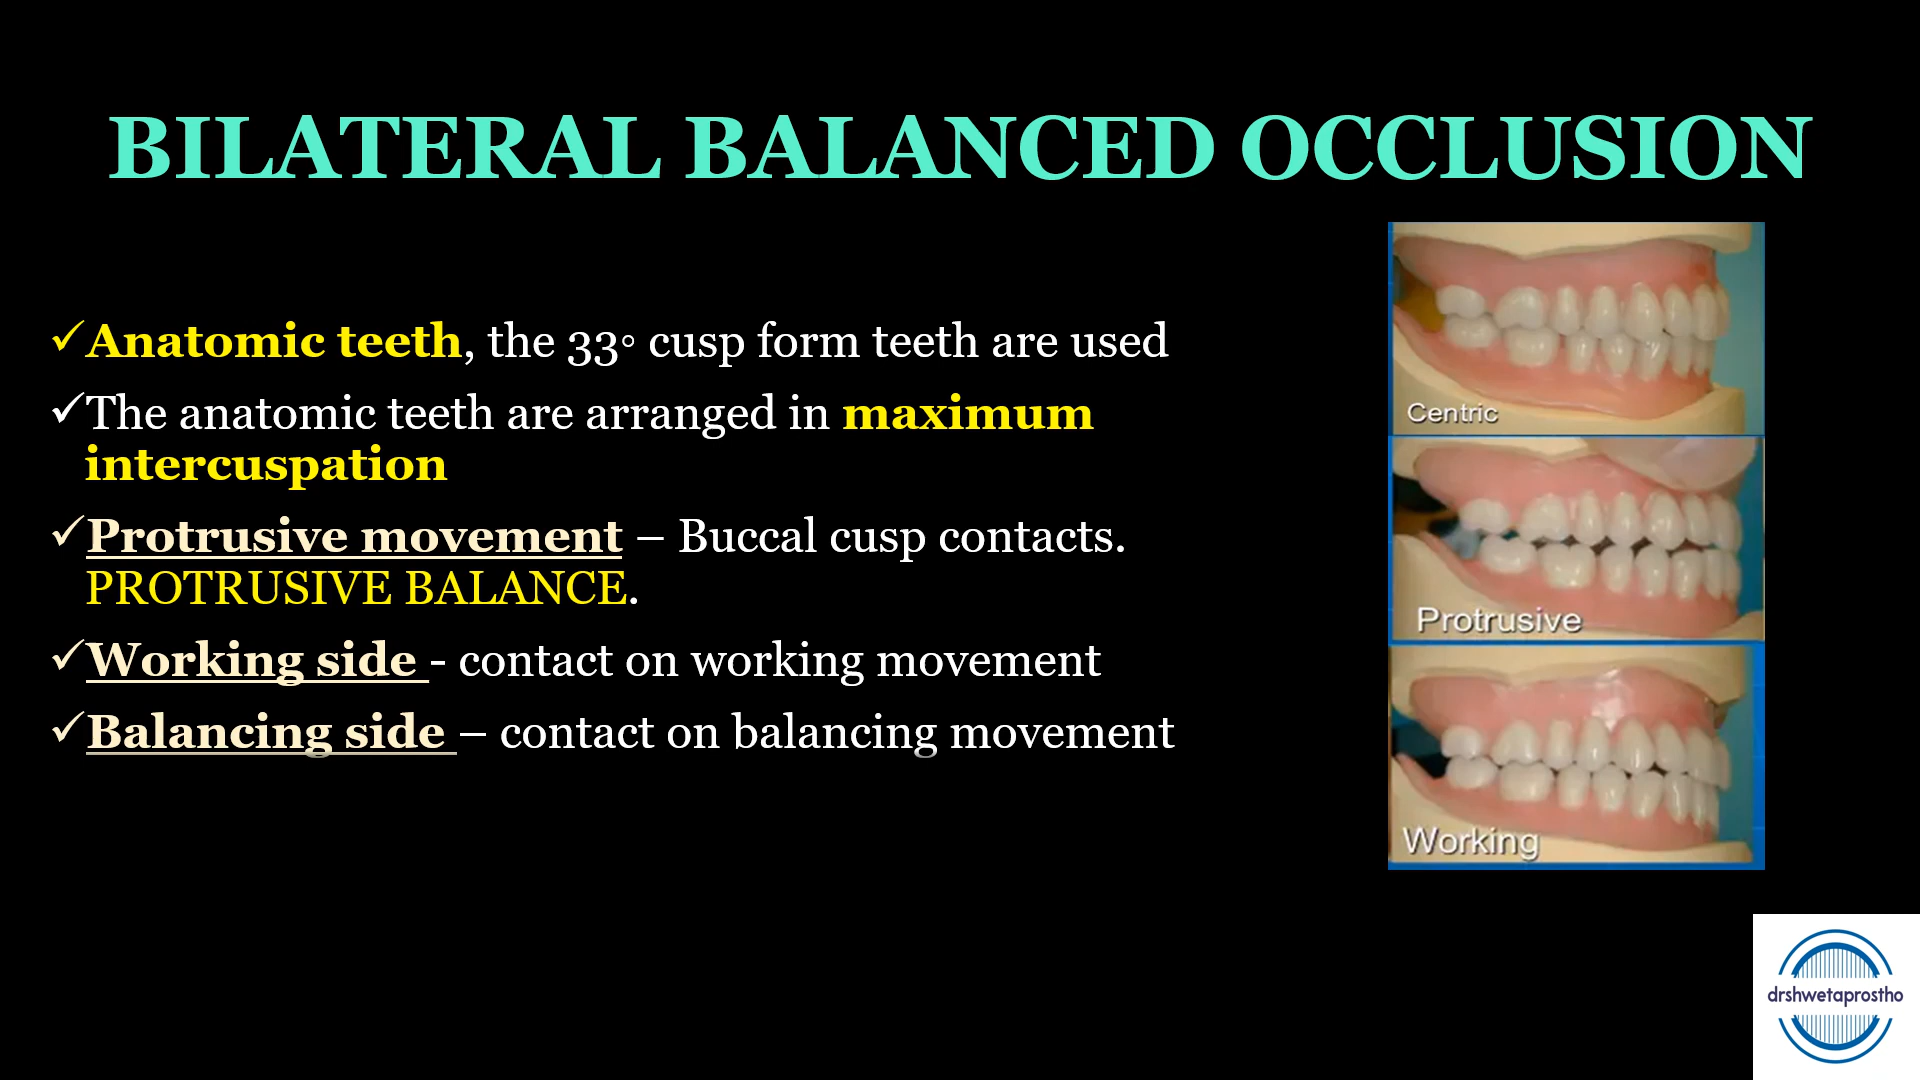 BILATERAL BALANCED OCCLUSION
✓Anatomic teeth, the 33° cusp form teeth are used
✓The anatomic teeth are arranged in maximum
intercuspation
✓Protrusive movement – Buccal cusp contacts.
PROTRUSIVE BALANCE.
✓Working side - contact on working movement
✓Balancing side – contact on balancing movement
Centric
Protrusive
Working
drshwetaprostho